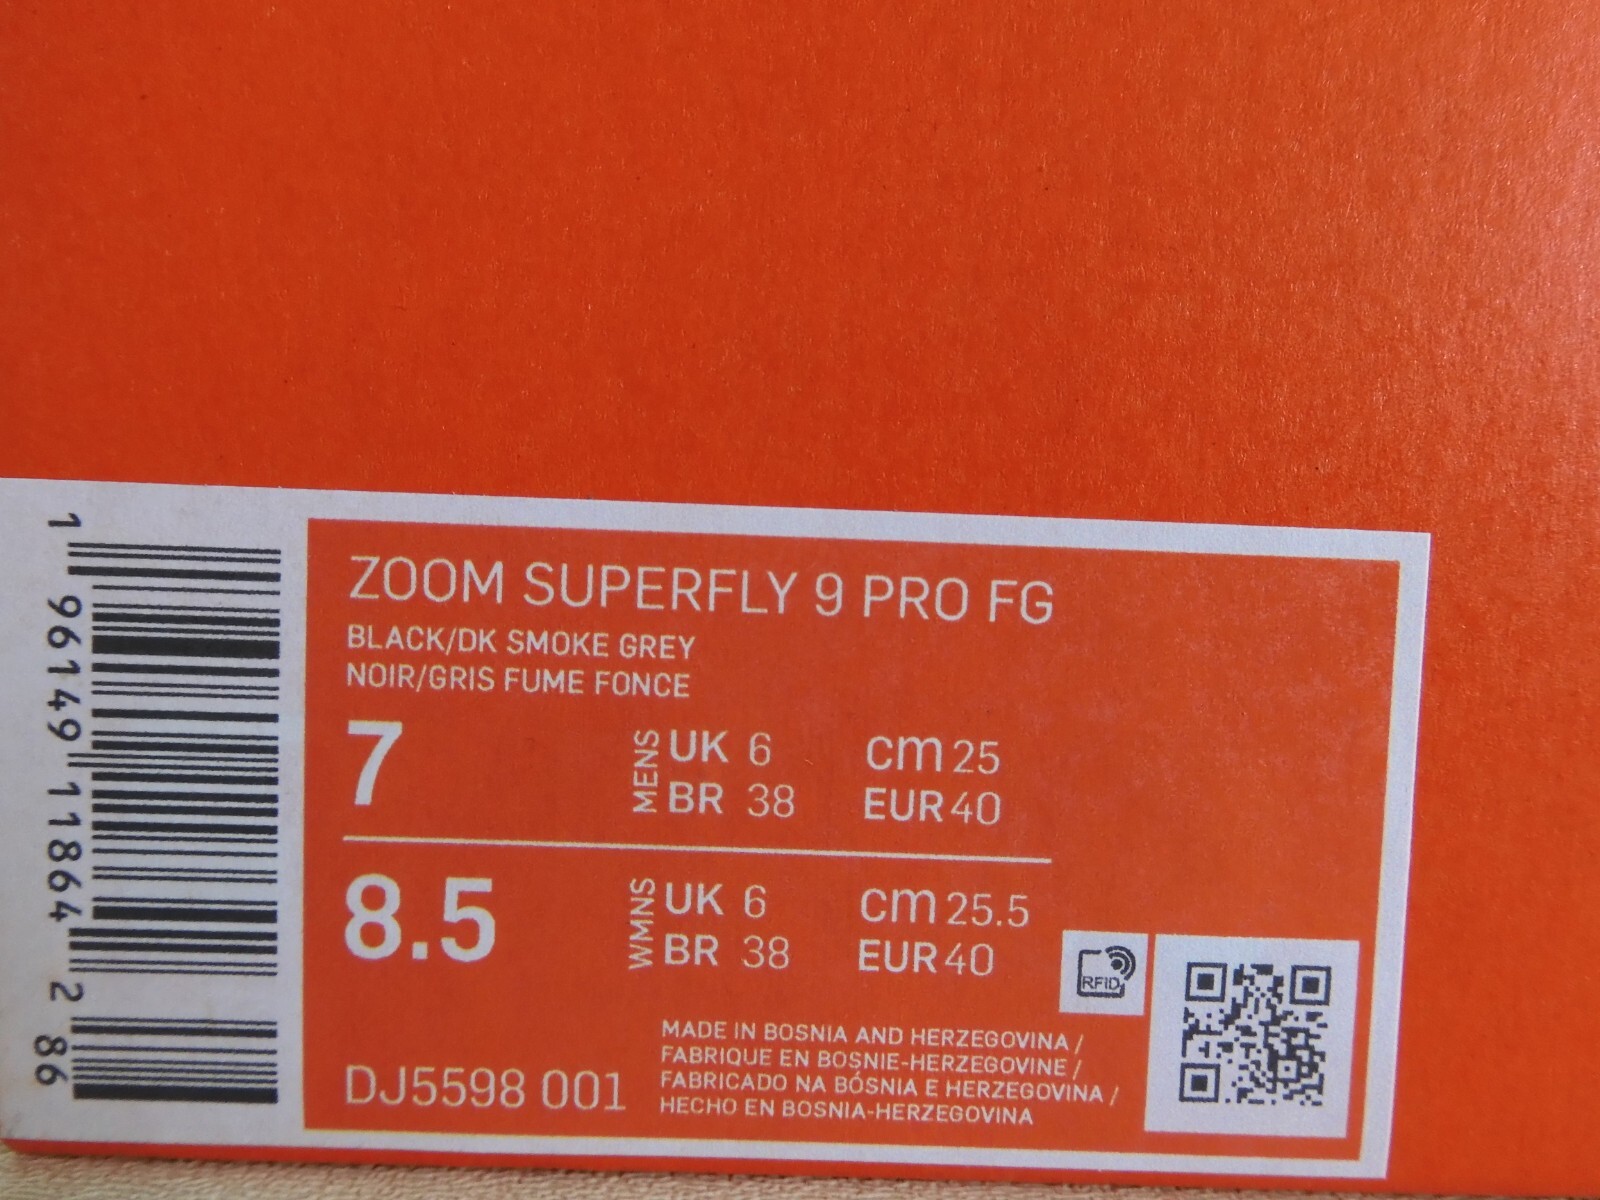 ZOOM SUPERFLY 9 PRO FG
BLACK/DK SMOKE GREY
NOIR/GRIS FUME FONCE
7 MENS UK 6 cm 25
BR 38 EUR 40
8.5 WMNS UK 6 cm 25.5
BR 38 EUR 40
RFID
DJ5598 001
MADE IN BOSNIA AND HERZEGOVINA /
FABRIQUE EN BOSNIE-HERZEGOVINE /
FABRICADO NA BÓSNIA E HERZEGOVINA /
HECHO EN BOSNIA-HERZEGOVINA
1 96149 11864 2 86